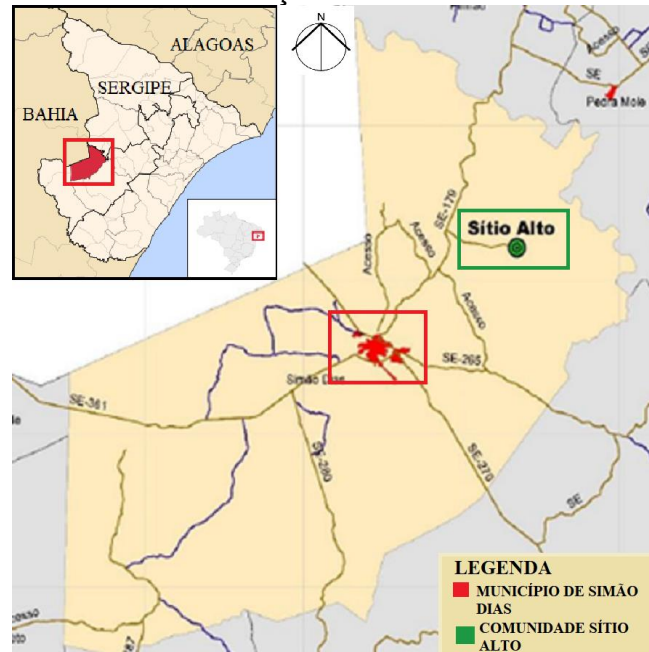 N
ALAGOAS
SERGIPE
BAHIA
Acesso
SE
Pedra Mole
SE-179
Sítio Alto
Acesso
Acesso
Acesso
Simão Dias
SE-265
SE-361
SE-280
SE-270
SE
LEGENDA
MUNICÍPIO DE SIMÃO
DIAS
COMUNIDADE SÍTIO
ALTO